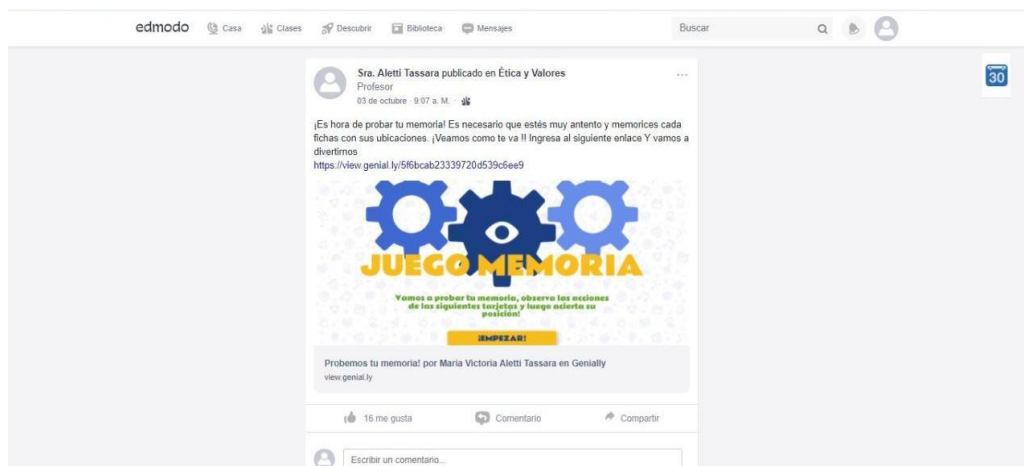 edmodo
Casa
Clases
Descubrir
Biblioteca
Mensajes
Buscar
30
Sra. Aletti Tassara publicado en Ética y Valores
...
Profesor
03 de octubre · 9:07 a. M. ·
¡Es hora de probar tu memoria! Es necesario que estés muy antento y memorices cada
fichas con sus ubicaciones. ¡Veamos como te va !! Ingresa al siguiente enlace Y vamos a
divertirnos
https://view.genial.ly/5f6bcab23339720d539c6ee9
JUEGO MEMORIA
Vamos a probar tu memoria, observa las acciones
de las siguientes tarjetas y luego acierta su
posición!
¡EMPEZAR!
Probemos tu memoria! por Maria Victoria Aletti Tassara en Genially
view.genial.ly
16 me gusta
Comentario
Compartir
Escribir un comentario...